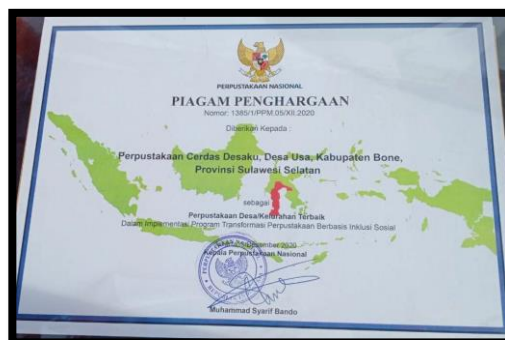 PERPUSTAKAAN NASIONAL
PIAGAM PENGHARGAAN
Nomor: 1385/1/PPM.05/XII.2020
Diberikan Kepada :
Perpustakaan Cerdas Desaku, Desa Usa, Kabupaten Bone,
Provinsi Sulawesi Selatan
sebagai
Perpustakaan Desa/Kelurahan Terbaik
Dalam Implementasi Program Transformasi Perpustakaan Berbasis Inklusi Sosial
Desember 2020
Kepala Perpustakaan Nasional
Muhammad Syarif Bando